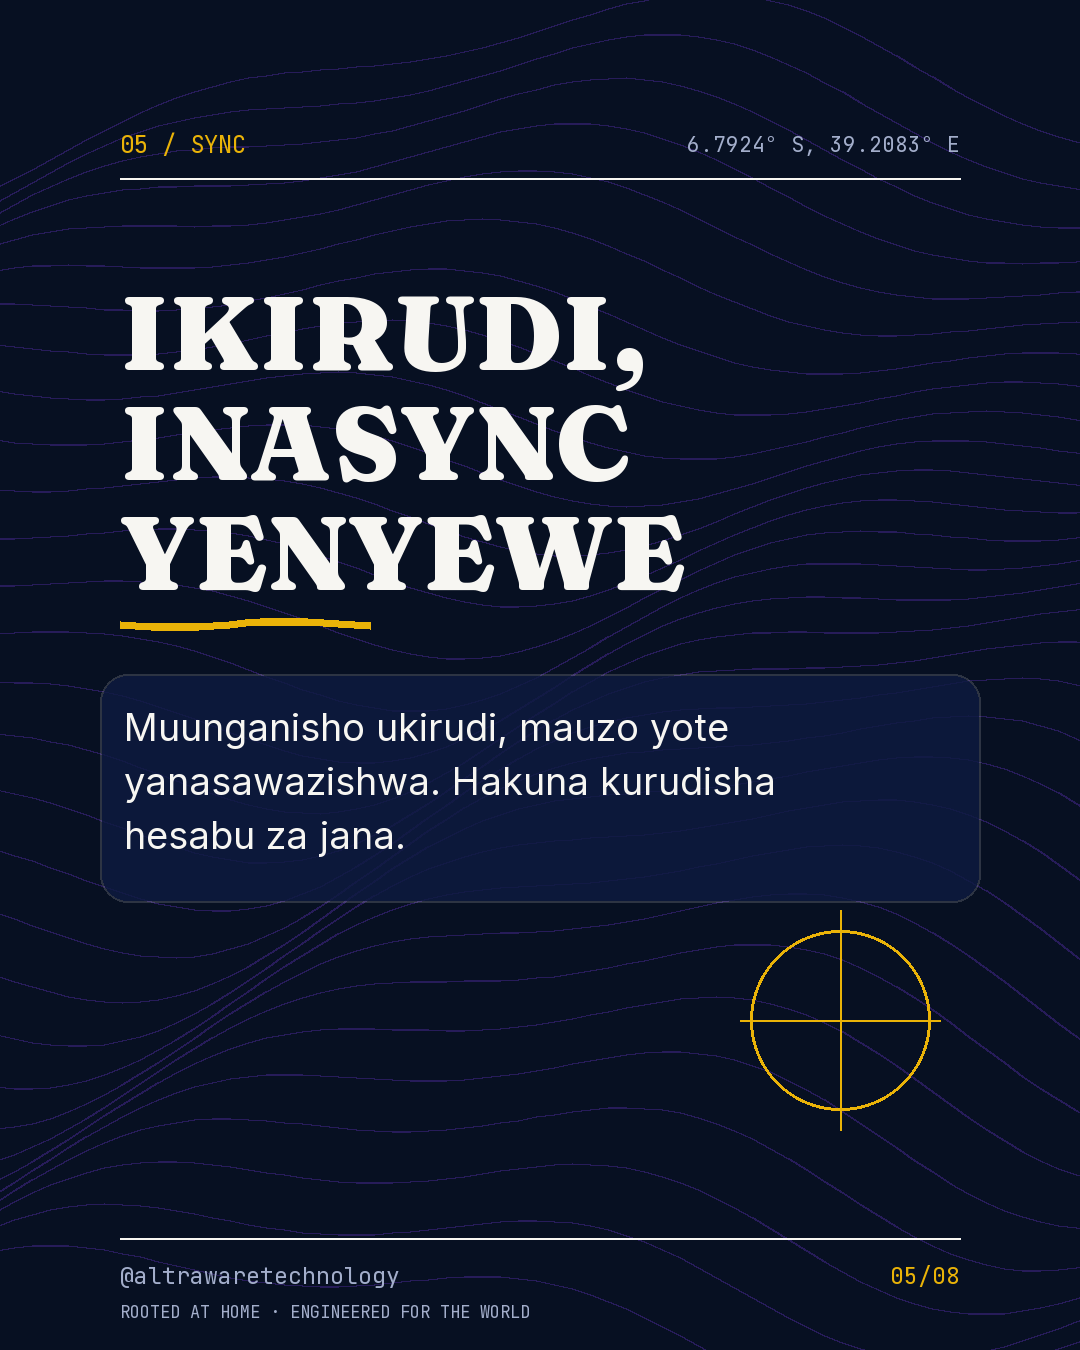 05 / SYNC
6.7924° S, 39.2083° E
IKIRUDI,
INASYNC
YENYEWE
Muunganisho ukirudi, mauzo yote
yanasawazishwa. Hakuna kurudisha
hesabu za jana.
@altrawaretechnology
05/08
ROOTED AT HOME · ENGINEERED FOR THE WORLD